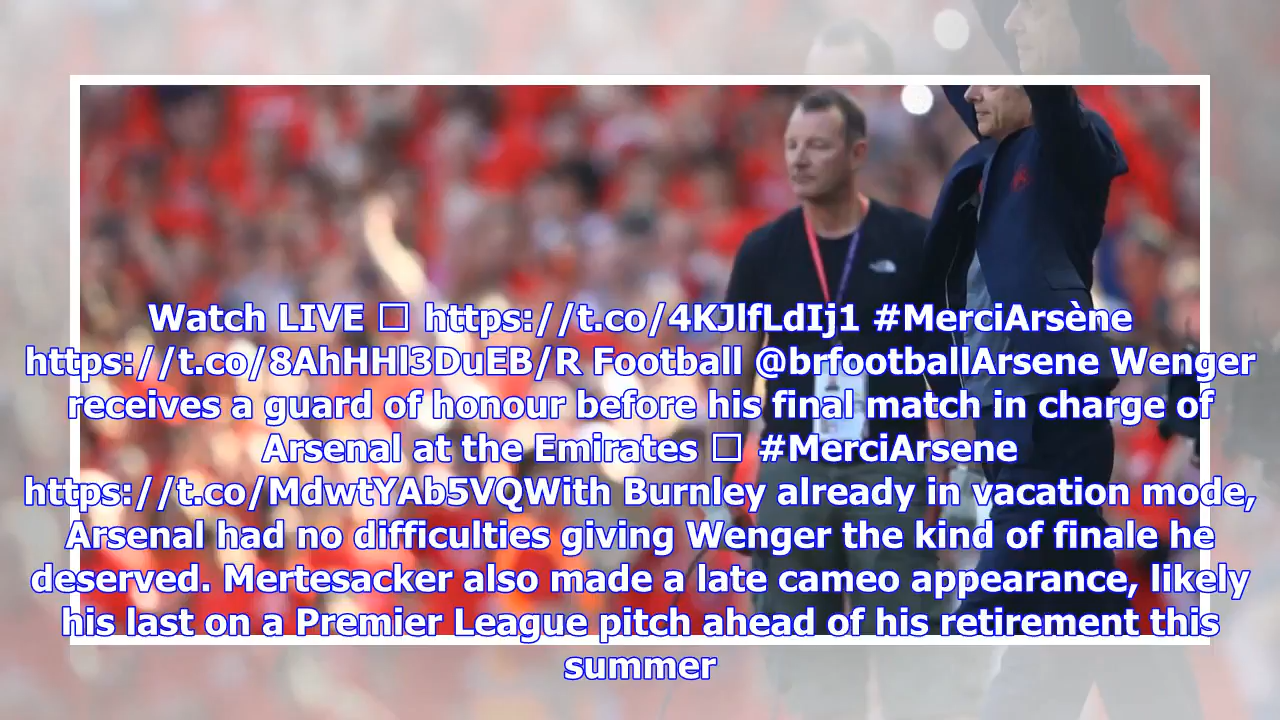 Watch LIVE □ https://t.co/4KJlfLdIj1 #MerciArsène
https://t.co/8AhHHl3DuEB/R Football @brfootballArsene Wenger
receives a guard of honour before his final match in charge of
Arsenal at the Emirates □ #MerciArsene
https://t.co/MdwtYAb5VQWith Burnley already in vacation mode,
Arsenal had no difficulties giving Wenger the kind of finale he
deserved. Mertesacker also made a late cameo appearance, likely
his last on a Premier League pitch ahead of his retirement this
summer